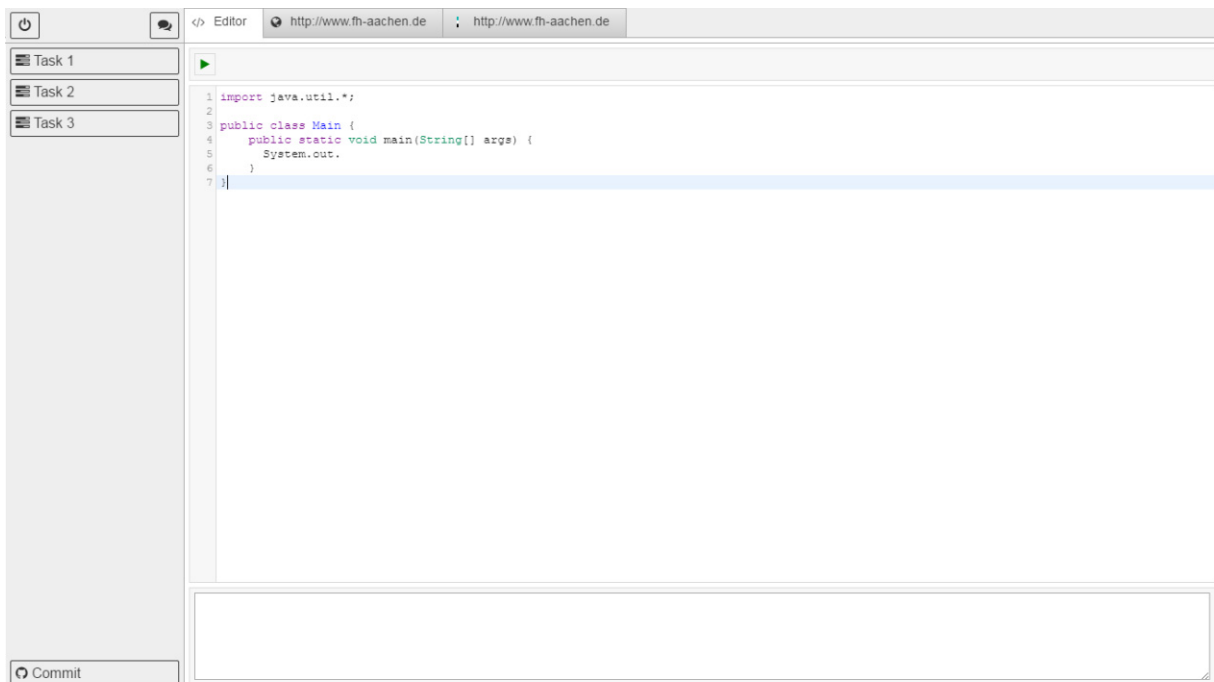 </> Editor
http://www.fh-aachen.de
http://www.fh-aachen.de
Task 1
Task 2
Task 3
1 import java.util.*;
2
3 public class Main {
4 public static void main(String[] args) {
5 System.out.
6 }
7 }
Commit